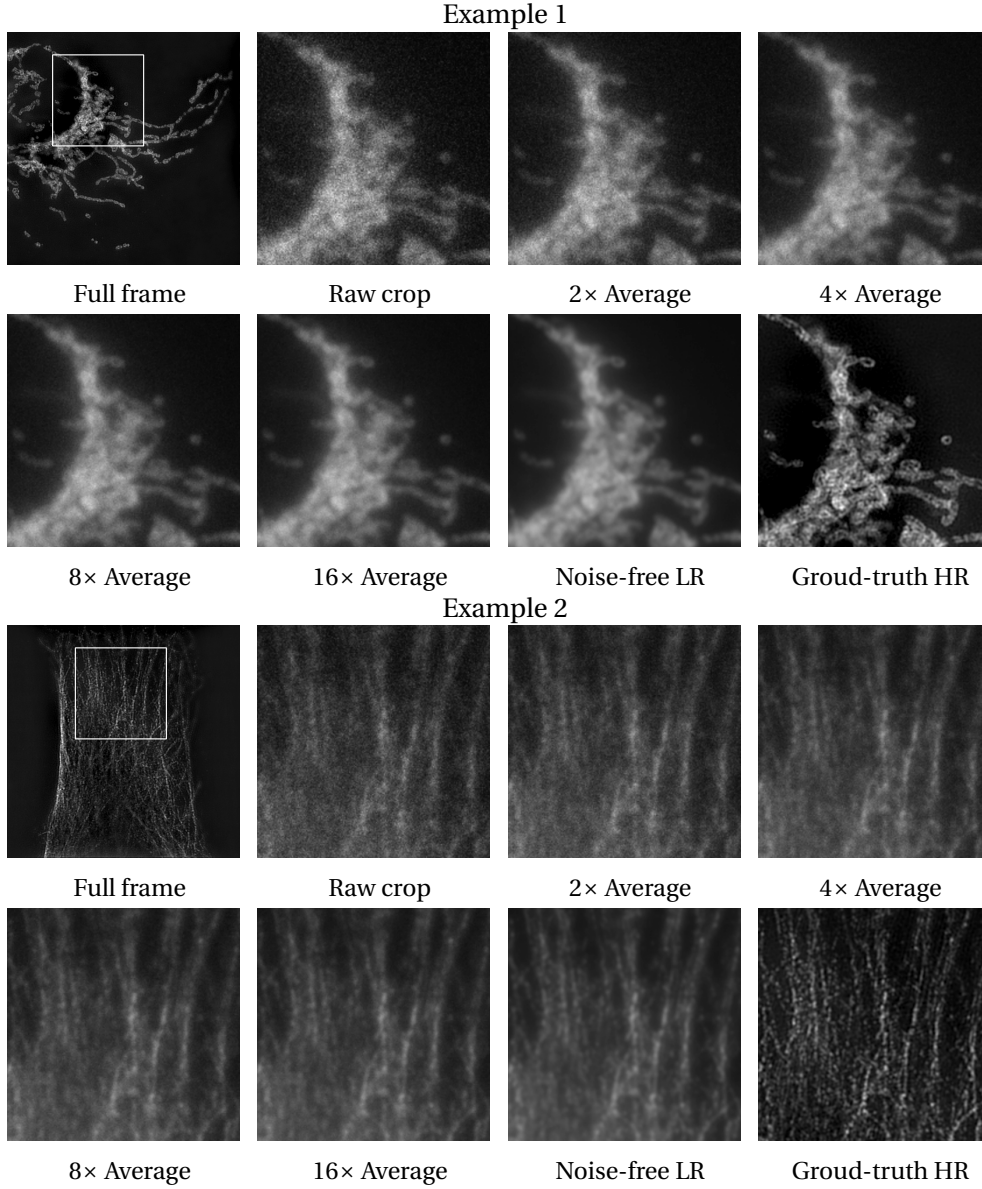 Example 1
Full frame Raw crop 2× Average 4× Average
8× Average 16× Average Noise-free LR Groud-truth HR
Example 2
Full frame Raw crop 2× Average 4× Average
8× Average 16× Average Noise-free LR Groud-truth HR